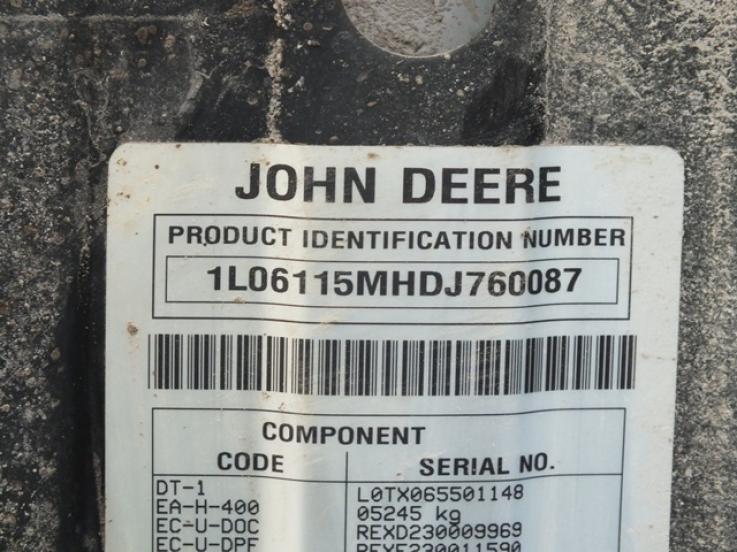 JOHN DEERE
PRODUCT IDENTIFICATION NUMBER
1L06115MHDJ760087
COMPONENT
CODE SERIAL NO.
DT-1 L0TX065501148
EA-H-400 05245 kg
EC-U-DOC REXD230009969
EC-U-DPF REXF230011590